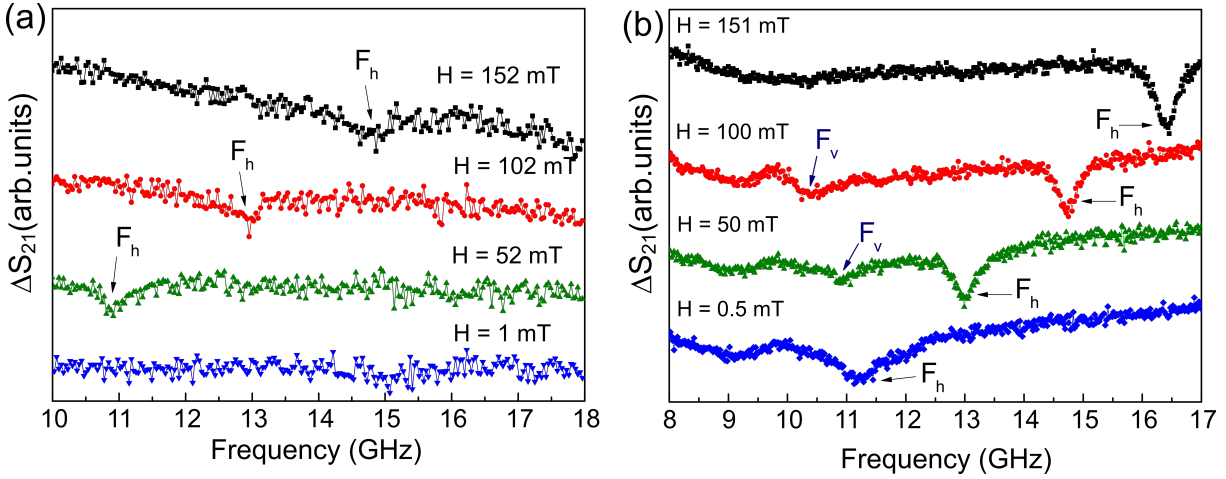 (a)
F_h
H = 152 mT
F_h
H = 102 mT
F_h
H = 52 mT
H = 1 mT
ΔS_21(arb.units)
10 11 12 13 14 15 16 17 18
Frequency (GHz)
(b)
H = 151 mT
F_h
H = 100 mT
F_v
F_h
H = 50 mT
F_v
F_h
H = 0.5 mT
F_h
ΔS_21(arb.units)
8 9 10 11 12 13 14 15 16 17
Frequency (GHz)